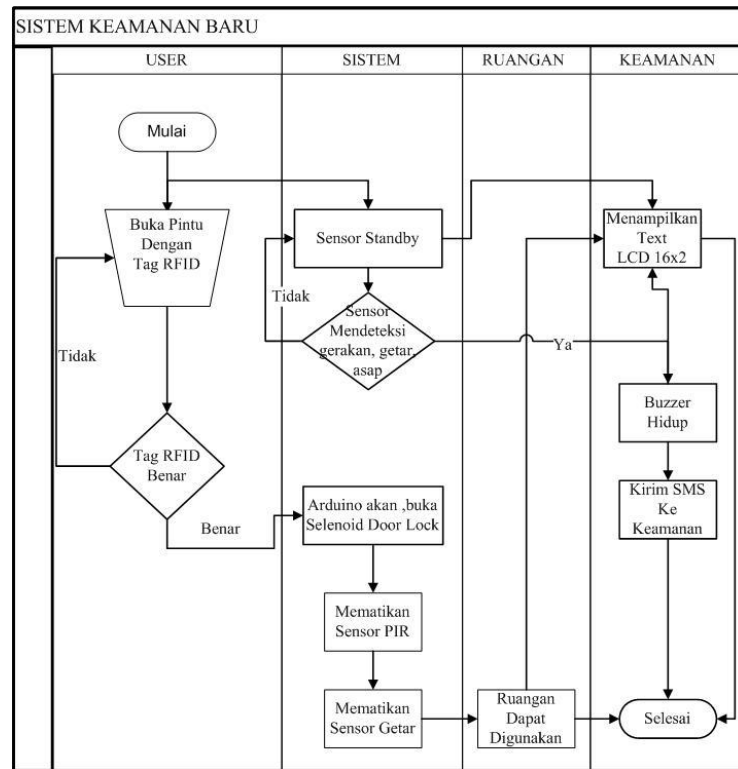 SISTEM KEAMANAN BARU
USER
SISTEM
RUANGAN
KEAMANAN
Mulai
Buka Pintu
Dengan
Tag RFID
Sensor Standby
Menampilkan
Text
LCD 16x2
Tidak
Sensor
Mendeteksi
gerakan, getar,
asap
Ya
Tidak
Buzzer
Hidup
Tag RFID
Benar
Kirim SMS
Ke
Keamanan
Benar
Arduino akan ,buka
Selenoid Door Lock
Mematikan
Sensor PIR
Mematikan
Sensor Getar
Ruangan
Dapat
Digunakan
Selesai